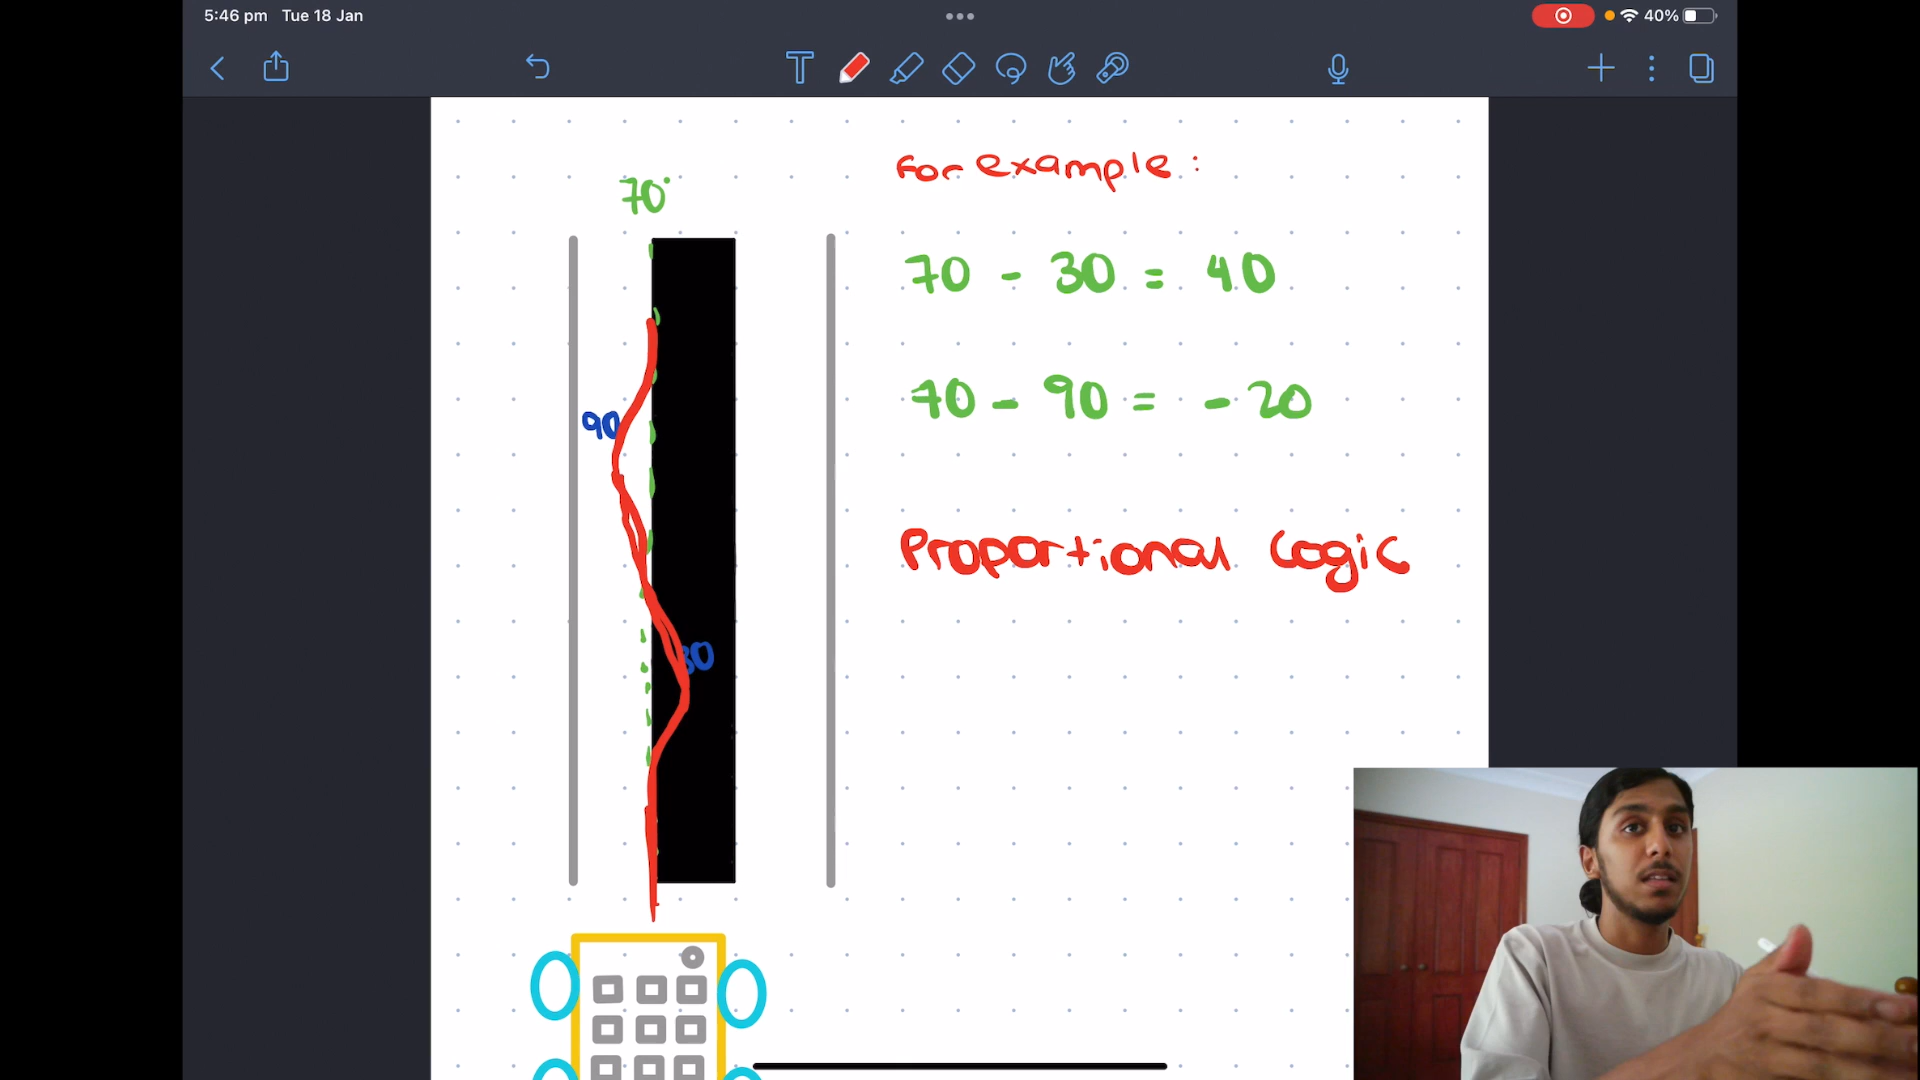 5:46 pm Tue 18 Jan
40%
T
For example:
70°
70 - 30 = 40
70 - 90 = -20
90
Proportional Logic
30